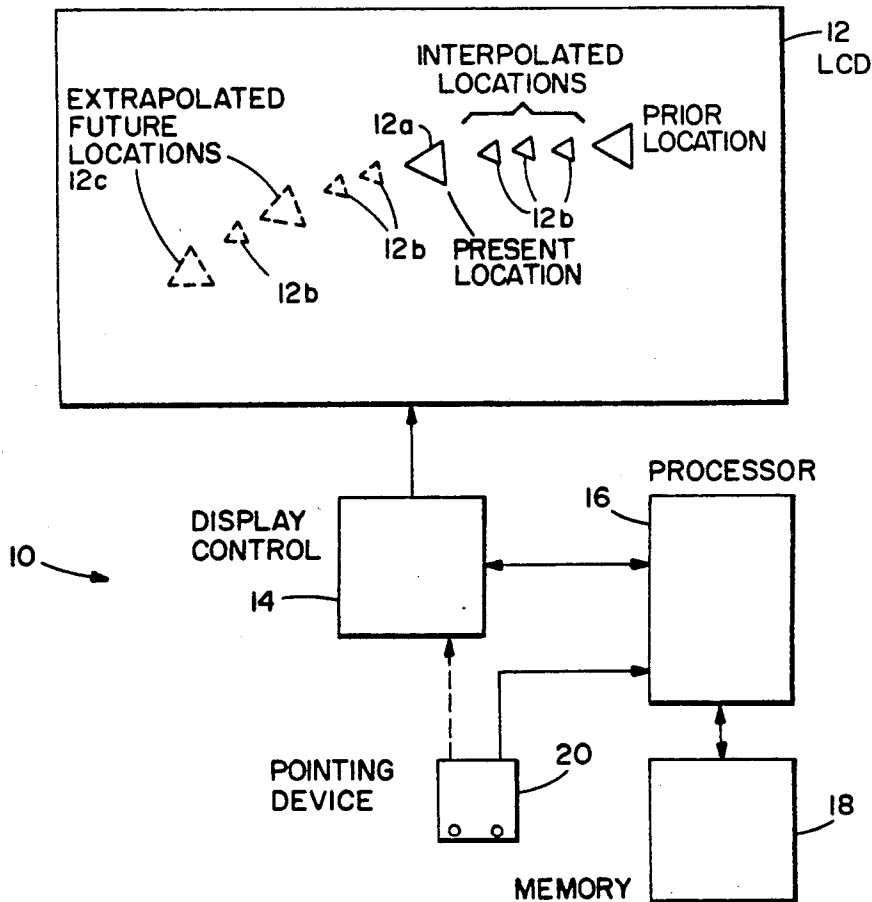 12
LCD
INTERPOLATED
LOCATIONS
EXTRAPOLATED
FUTURE
LOCATIONS
12c
12a
PRIOR
LOCATION
12b
12b
12b
PRESENT
LOCATION
PROCESSOR
16
DISPLAY
CONTROL
10
14
POINTING
DEVICE
20
18
MEMORY